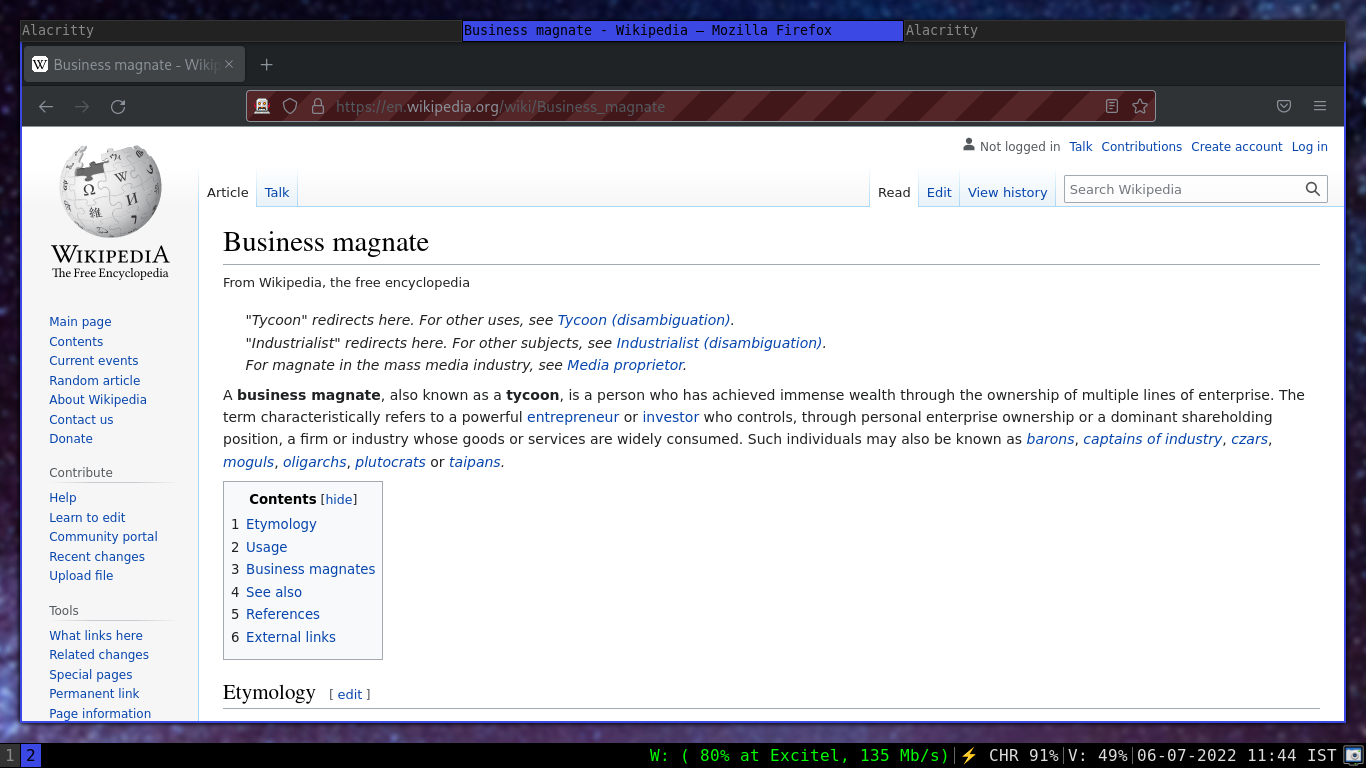 Alacritty Business magnate - Wikipedia — Mozilla Firefox Alacritty
Business magnate - Wikip
https://en.wikipedia.org/wiki/Business_magnate
Not logged in Talk Contributions Create account Log in
Article Talk Read Edit View history Search Wikipedia
WIKIPEDIA
The Free Encyclopedia
Main page
Contents
Current events
Random article
About Wikipedia
Contact us
Donate
Contribute
Help
Learn to edit
Community portal
Recent changes
Upload file
Tools
What links here
Related changes
Special pages
Permanent link
Page information
Business magnate
From Wikipedia, the free encyclopedia
"Tycoon" redirects here. For other uses, see Tycoon (disambiguation).
"Industrialist" redirects here. For other subjects, see Industrialist (disambiguation).
For magnate in the mass media industry, see Media proprietor.
A business magnate, also known as a tycoon, is a person who has achieved immense wealth through the ownership of multiple lines of enterprise. The
term characteristically refers to a powerful entrepreneur or investor who controls, through personal enterprise ownership or a dominant shareholding
position, a firm or industry whose goods or services are widely consumed. Such individuals may also be known as barons, captains of industry, czars,
moguls, oligarchs, plutocrats or taipans.
Contents [hide]
1 Etymology
2 Usage
3 Business magnates
4 See also
5 References
6 External links
Etymology [ edit ]
1 2 W: ( 80% at Excitel, 135 Mb/s)|⚡ CHR 91%|V: 49%|06-07-2022 11:44 IST